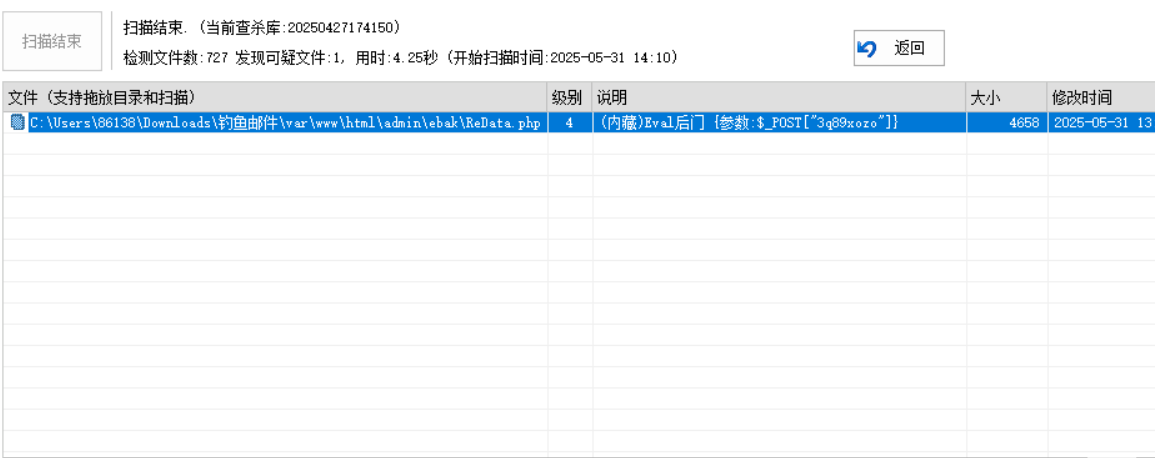 扫描结束
扫描结束. (当前查杀库:20250427174150)
检测文件数:727 发现可疑文件:1, 用时:4.25秒 (开始扫描时间:2025-05-31 14:10)
返回
文件 (支持拖放目录和扫描) 级别 说明 大小 修改时间
C:\Users\86138\Downloads\钓鱼邮件\var\www\html\admin\ebak\ReData.php 4 (内藏)Eval后门 {参数:$_POST["3q89xozo"]} 4658 2025-05-31 13